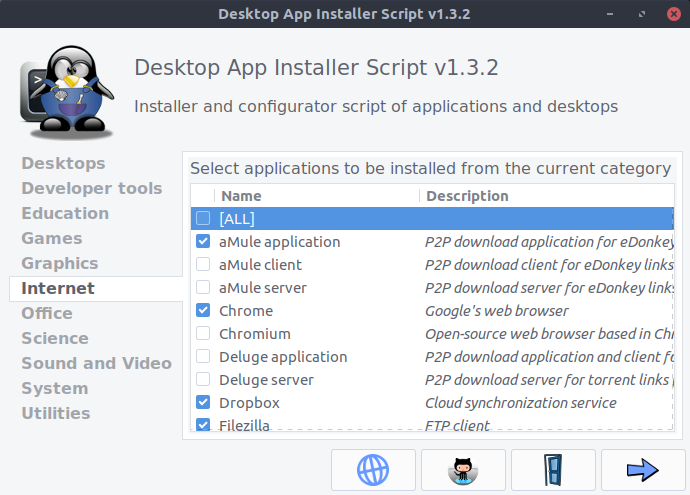 Desktop App Installer Script v1.3.2
Desktop App Installer Script v1.3.2
Installer and configurator script of applications and desktops
Desktops
Developer tools
Education
Games
Graphics
Internet
Office
Science
Sound and Video
System
Utilities
Select applications to be installed from the current category
Name Description
[ALL]
aMule application P2P download application for eDonkey
aMule client P2P download client for eDonkey links
aMule server P2P download server for eDonkey links
Chrome Google's web browser
Chromium Open-source web browser based in Chr
Deluge application P2P download application and client fo
Deluge server P2P download server for torrent links
Dropbox Cloud synchronization service
Filezilla FTP client